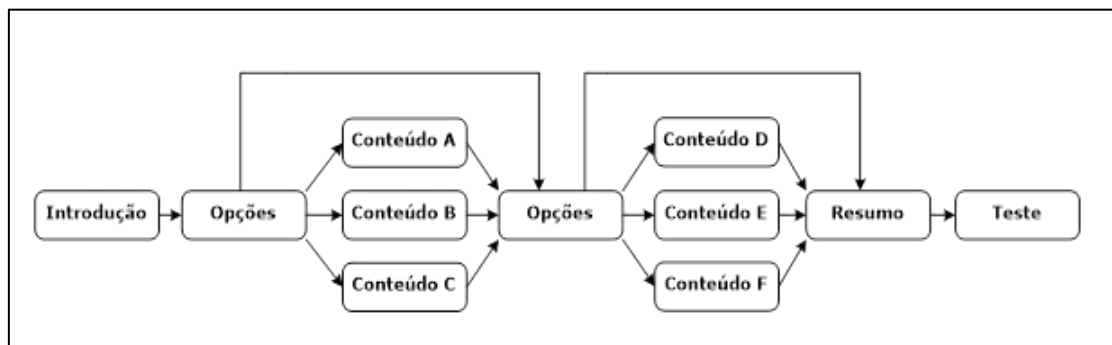 Introdução
Opções
Conteúdo A
Conteúdo B
Conteúdo C
Opções
Conteúdo D
Conteúdo E
Conteúdo F
Resumo
Teste